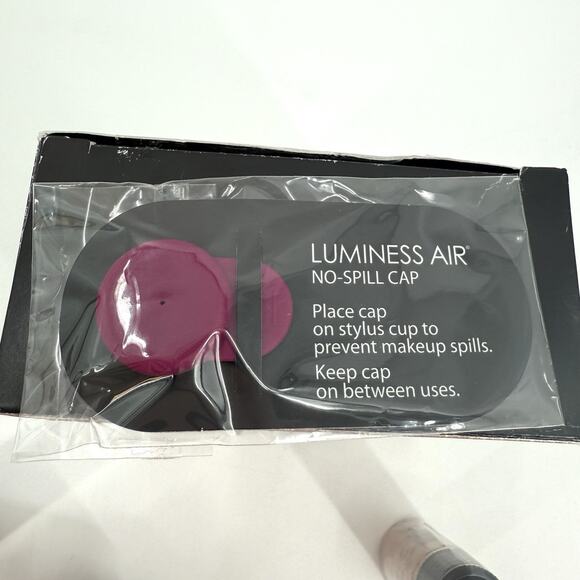 LUMINESS AIR®
NO-SPILL CAP
Place cap
on stylus cup to
prevent makeup spills.
Keep cap
on between uses.